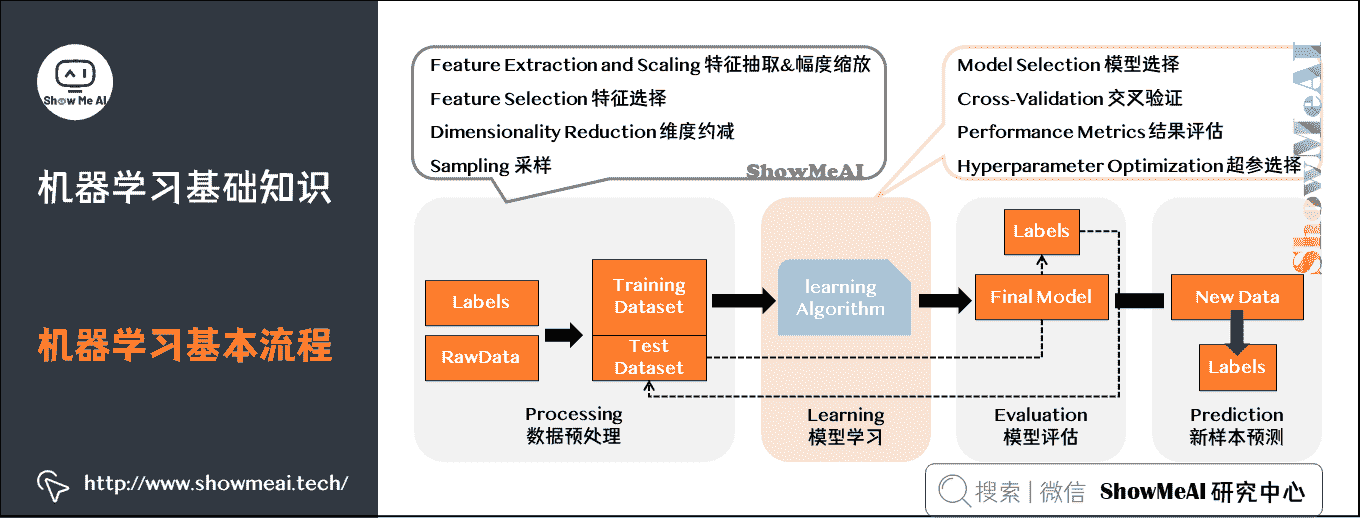 Show Me AI
机器学习基础知识
机器学习基本流程
http://www.showmeai.tech/
Feature Extraction and Scaling 特征抽取&幅度缩放
Feature Selection 特征选择
Dimensionality Reduction 维度约减
Sampling 采样
ShowMeAI
Model Selection 模型选择
Cross-Validation 交叉验证
Performance Metrics 结果评估
Hyperparameter Optimization 超参选择
ShowMeAI
Labels
RawData
Training
Dataset
Test
Dataset
Processing
数据预处理
learning
Algorithm
Learning
模型学习
Labels
Final Model
Evaluation
模型评估
New Data
Labels
Prediction
新样本预测
搜索 | 微信 ShowMeAI 研究中心